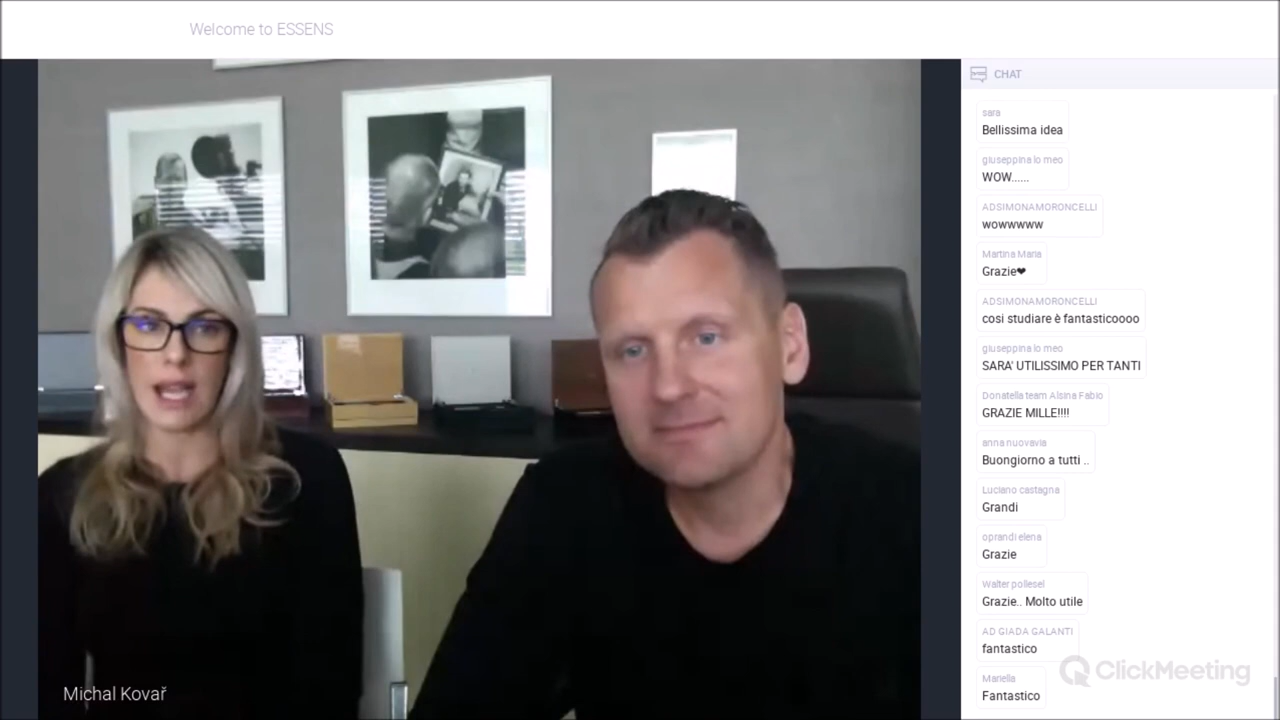 Welcome to ESSENS
CHAT
sara
Bellissima idea
giuseppina lo meo
WOW......
ADSIMONAMORONCELLI
wowwwww
Martina Maria
Grazie❤
ADSIMONAMORONCELLI
cosi studiare è fantasticoooo
giuseppina lo meo
SARA' UTILISSIMO PER TANTI
Donatella team Alsina Fabio
GRAZIE MILLE!!!!
anna nuovavia
Buongiorno a tutti ..
Luciano castagna
Grandi
oprandi elena
Grazie
Walter pollesel
Grazie.. Molto utile
AD GIADA GALANTI
fantastico
Mariella
Fantastico
ClickMeeting
Michal Kovař